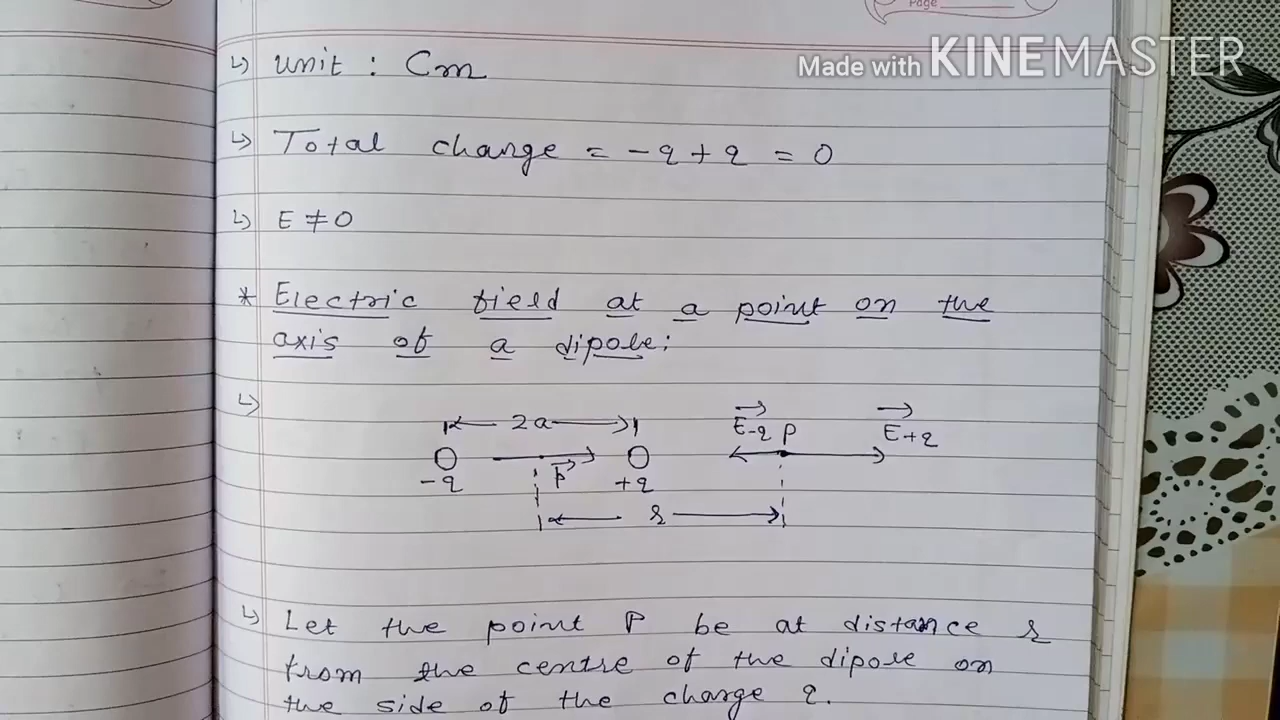 Page
Made with KINEMASTER
↳ Unit : Cm
↳ Total charge = -q + q = 0
↳ E ≠ 0
* Electric field at a point on the
axis of a dipole:
↳
2a
E⃗-q P E⃗+q
-q p⃗ +q
r
↳ Let the point P be at distance r
from the centre of the dipole on
the side of the charge q.